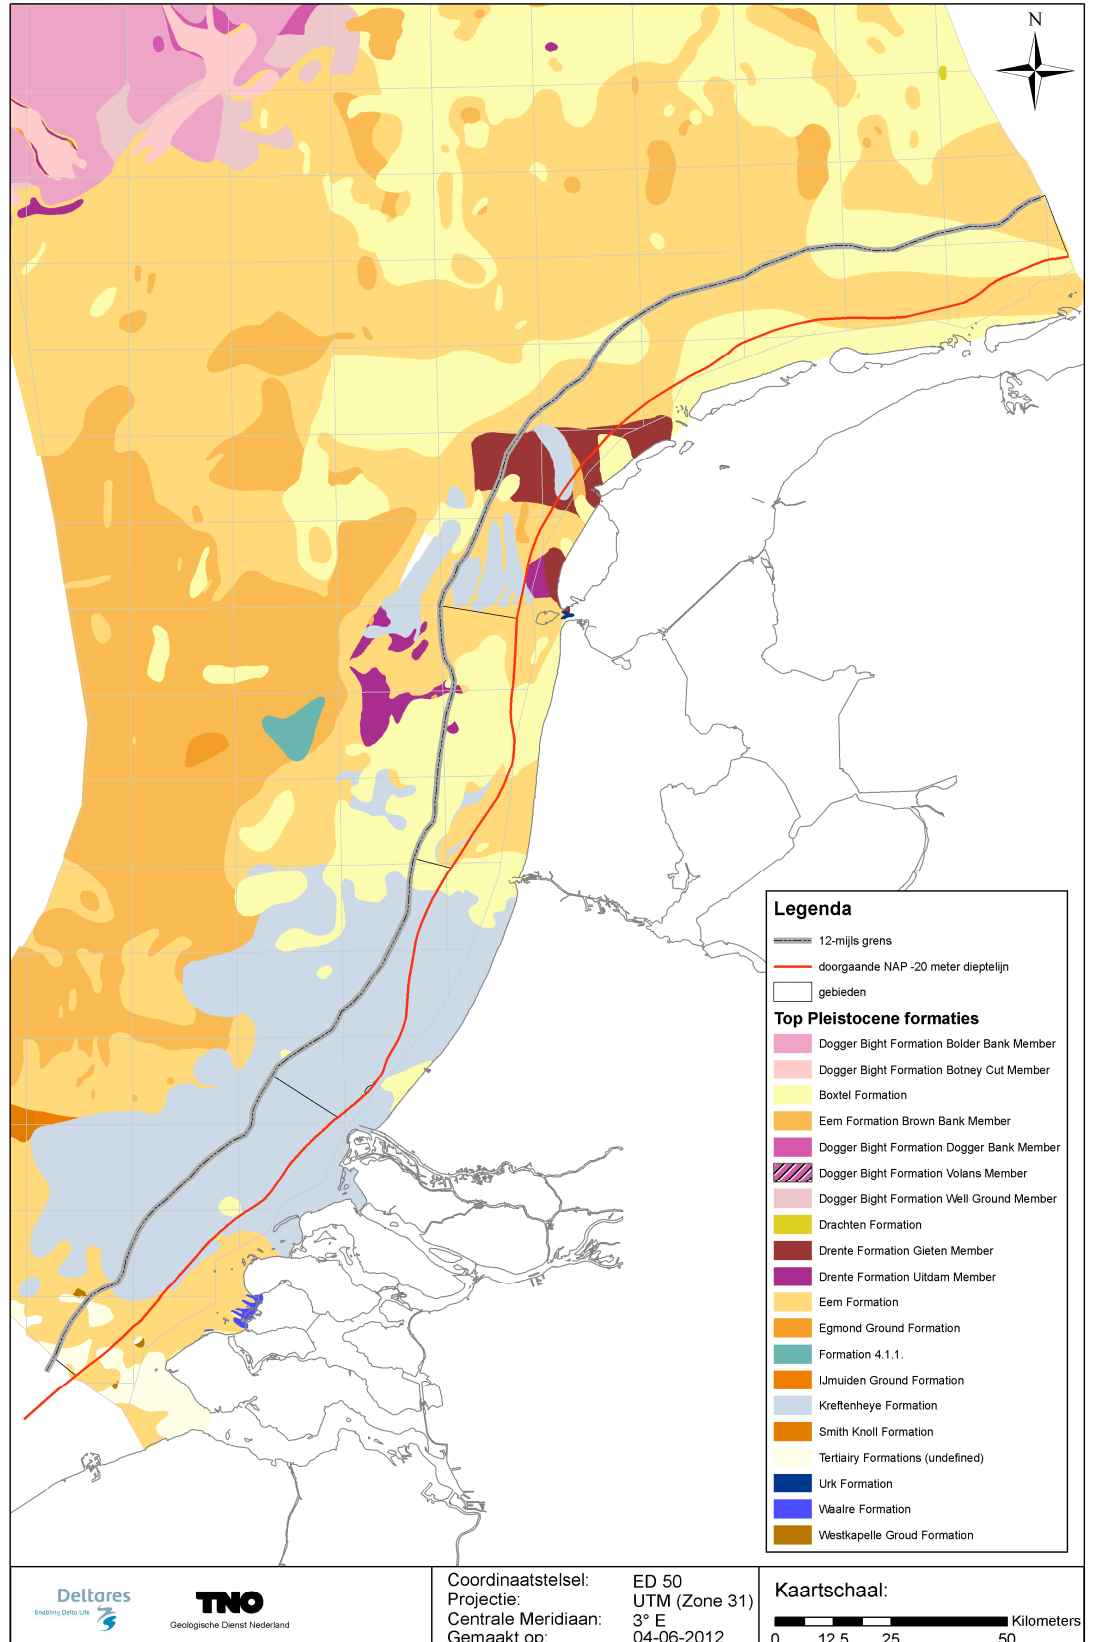 N
Legenda
12-mijls grens
doorgaande NAP -20 meter dieptelijn
gebieden
Top Pleistocene formaties
Dogger Bight Formation Bolder Bank Member
Dogger Bight Formation Botney Cut Member
Boxtel Formation
Eem Formation Brown Bank Member
Dogger Bight Formation Dogger Bank Member
Dogger Bight Formation Volans Member
Dogger Bight Formation Well Ground Member
Drachten Formation
Drente Formation Gieten Member
Drente Formation Uitdam Member
Eem Formation
Egmond Ground Formation
Formation 4.1.1.
IJmuiden Ground Formation
Kreftenheye Formation
Smith Knoll Formation
Tertiairy Formations (undefined)
Urk Formation
Waalre Formation
Westkapelle Groud Formation
Deltares
Enabling Delta Life
TNO
Geologische Dienst Nederland
Coordinaatstelsel: ED 50
Projectie: UTM (Zone 31)
Centrale Meridiaan: 3° E
Gemaakt op: 04-06-2012
Kaartschaal:
Kilometers
0 12,5 25 50